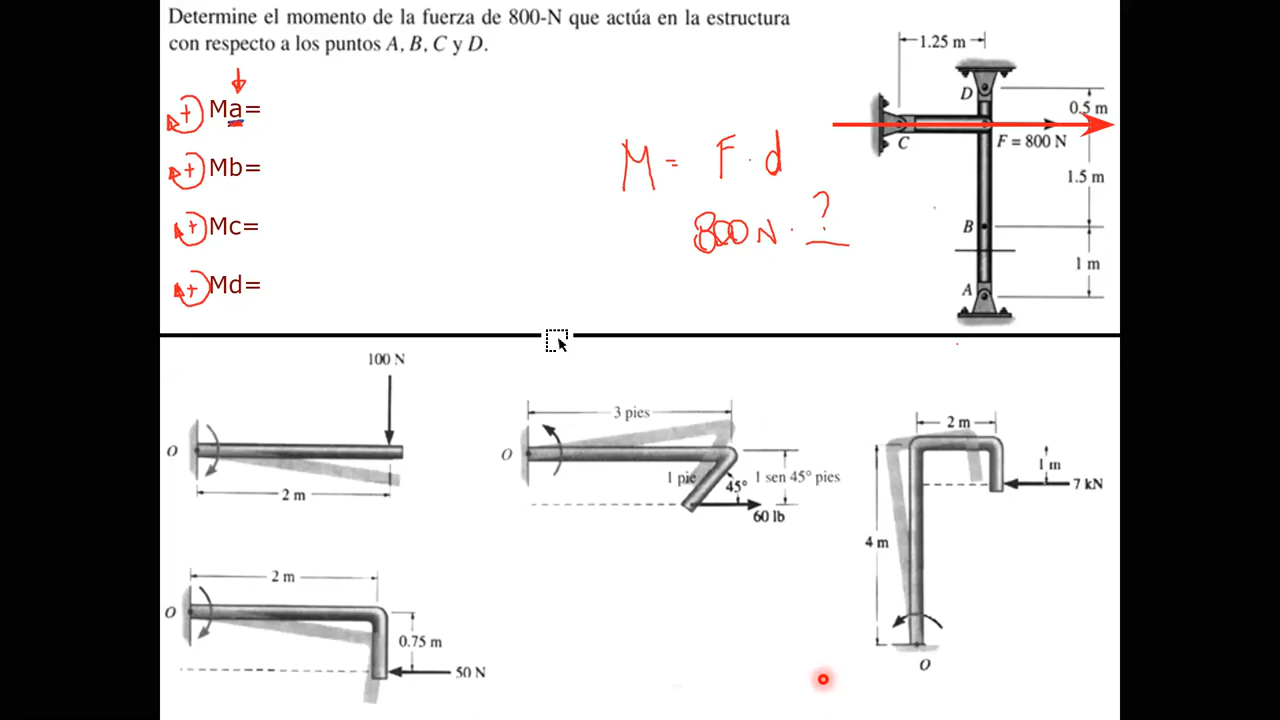 Determine el momento de la fuerza de 800-N que actúa en la estructura
con respecto a los puntos A, B, C y D.
+ Ma=
+ Mb=
+ Mc=
+ Md=
M = F · d
800 N · ?
1.25 m
D
0.5 m
C
F = 800 N
1.5 m
B
1 m
A
100 N
O
2 m
3 pies
O
1 pie
45°
1 sen 45° pies
60 lb
2 m
1 m
7 kN
4 m
O
2 m
O
0.75 m
50 N